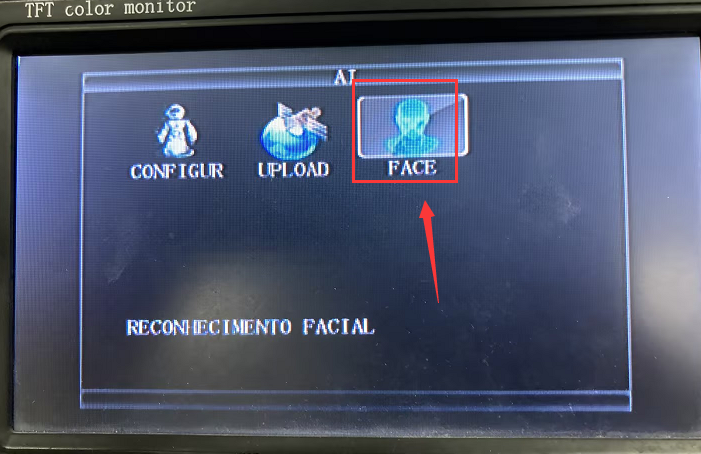 TFT color monitor
AI
CONFIGUR UPLOAD FACE
RECONHECIMENTO FACIAL